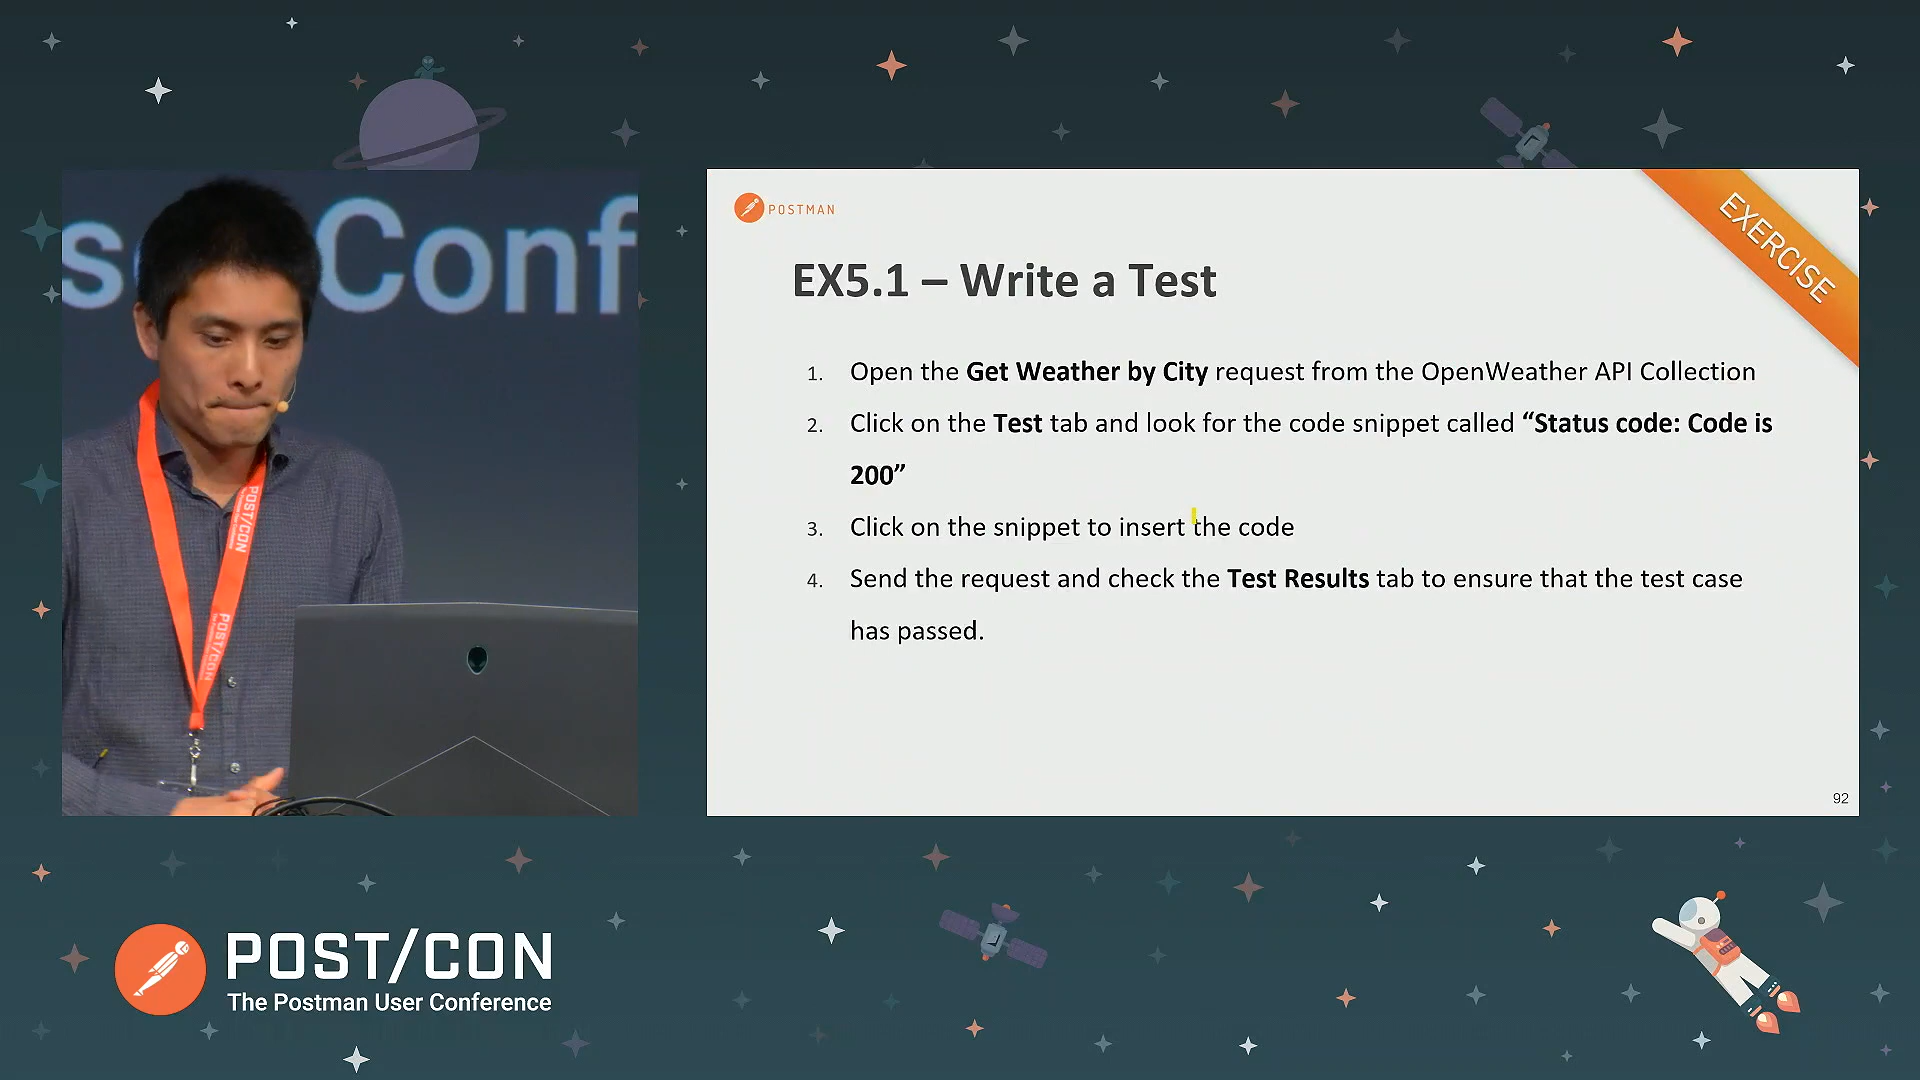 se Conf
POST/CON
POST/CON
POSTMAN
EXERCISE
EX5.1 – Write a Test
1. Open the Get Weather by City request from the OpenWeather API Collection
2. Click on the Test tab and look for the code snippet called “Status code: Code is
200”
3. Click on the snippet to insert the code
4. Send the request and check the Test Results tab to ensure that the test case
has passed.
92
POST/CON
The Postman User Conference